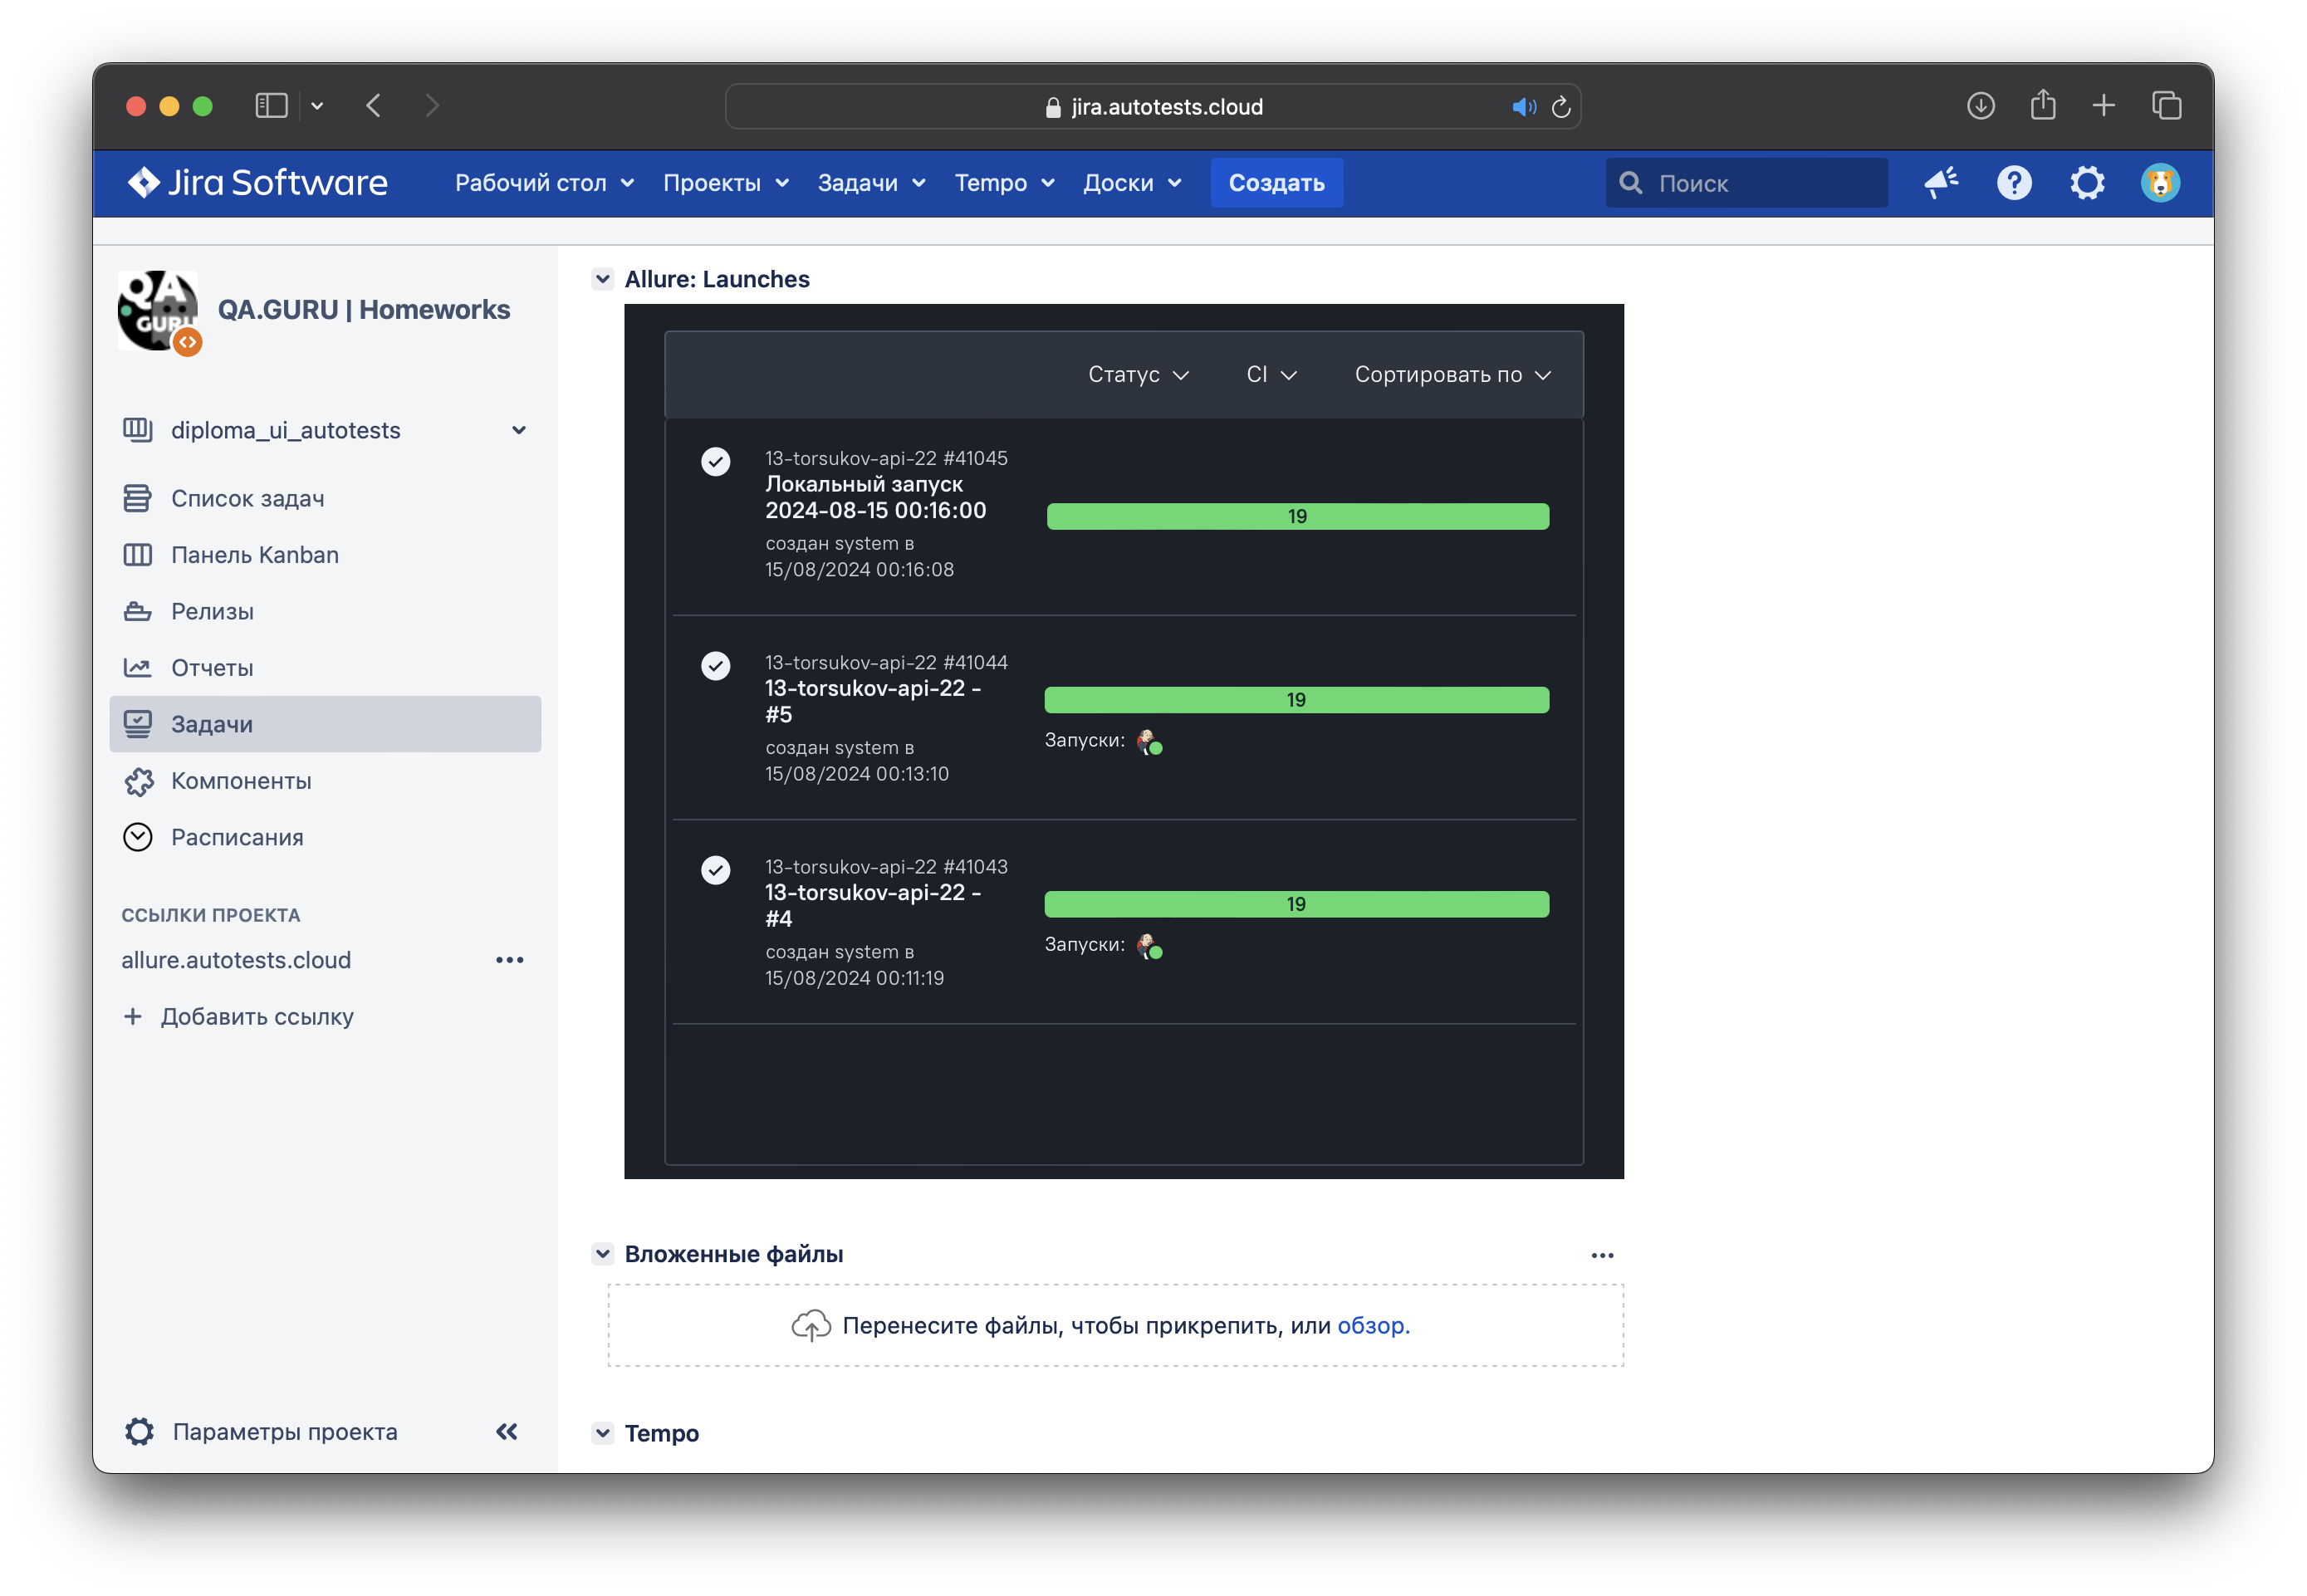 jira.autotests.cloud
Jira Software
Рабочий стол
Проекты
Задачи
Tempo
Доски
Создать
Поиск
QA
GURU
QA.GURU | Homeworks
diploma_ui_autotests
Список задач
Панель Kanban
Релизы
Отчеты
Задачи
Компоненты
Расписания
ССЫЛКИ ПРОЕКТА
allure.autotests.cloud
Добавить ссылку
Параметры проекта
Allure: Launches
Статус
CI
Сортировать по
13-torsukov-api-22 #41045
Локальный запуск
2024-08-15 00:16:00
создан system в
15/08/2024 00:16:08
19
13-torsukov-api-22 #41044
13-torsukov-api-22 -
#5
создан system в
15/08/2024 00:13:10
19
Запуски:
13-torsukov-api-22 #41043
13-torsukov-api-22 -
#4
создан system в
15/08/2024 00:11:19
19
Запуски:
Вложенные файлы
Перенесите файлы, чтобы прикрепить, или обзор.
Tempo